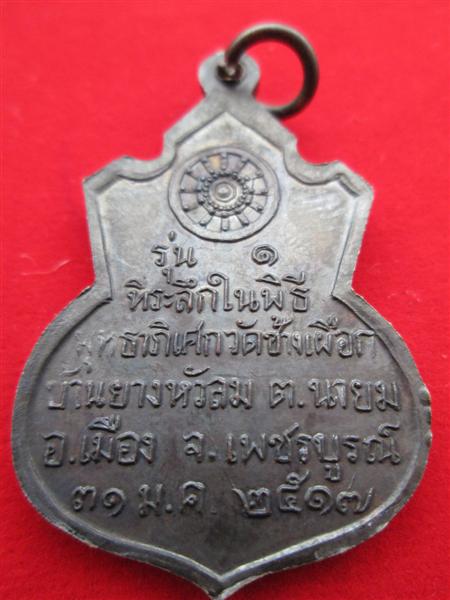 รุ่น ๑
ที่ระลึกในพิธี
พุทธาภิเศกวัดช้างเผือก
บ้านยางหัวลม ต.นายม
อ.เมือง จ.เพชรบูรณ์
๓๑ ม.ค. ๒๕๑๗